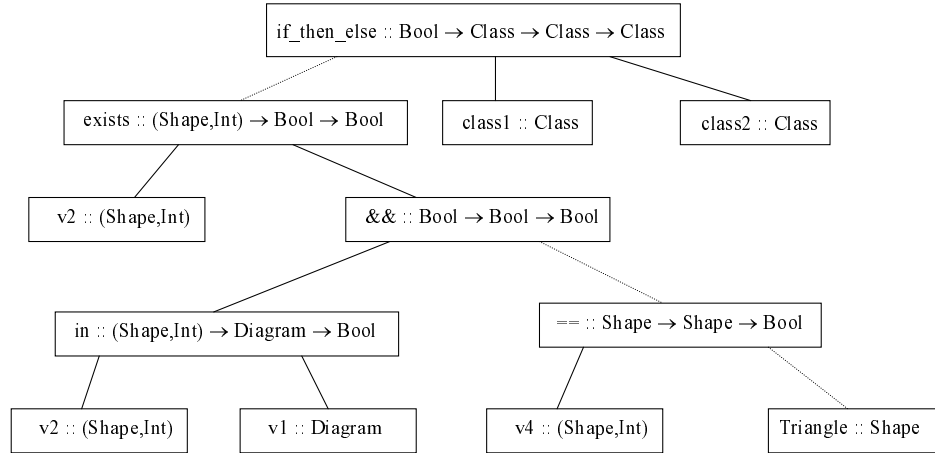 if_then_else :: Bool → Class → Class → Class
exists :: (Shape,Int) → Bool → Bool
class1 :: Class
class2 :: Class
v2 :: (Shape,Int)
&& :: Bool → Bool → Bool
in :: (Shape,Int) → Diagram → Bool
== :: Shape → Shape → Bool
v2 :: (Shape,Int)
v1 :: Diagram
v4 :: (Shape,Int)
Triangle :: Shape